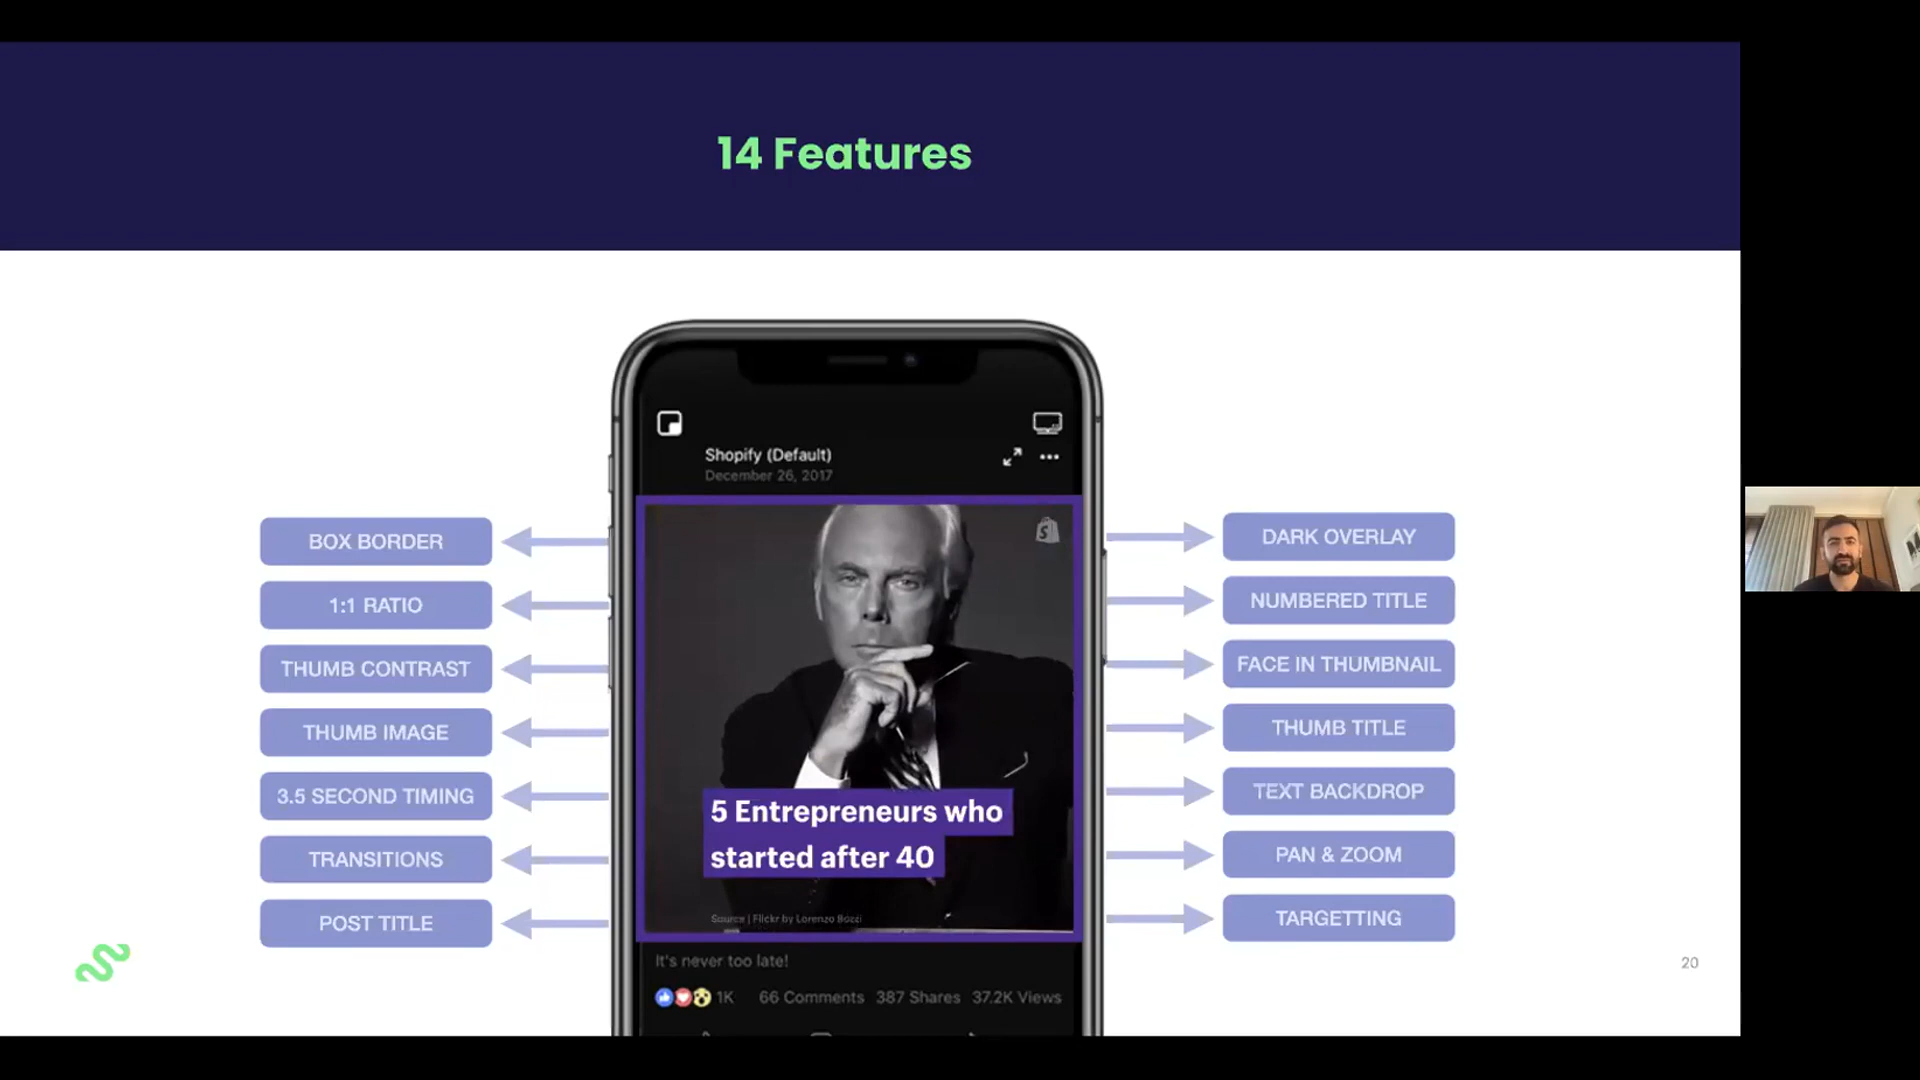 14 Features
Shopify (Default)
December 26, 2017
BOX BORDER
1:1 RATIO
THUMB CONTRAST
THUMB IMAGE
3.5 SECOND TIMING
TRANSITIONS
POST TITLE
5 Entrepreneurs who
started after 40
Source | Flickr by Lorenzo Bozzi
It's never too late!
1K 66 Comments 387 Shares 37.2K Views
DARK OVERLAY
NUMBERED TITLE
FACE IN THUMBNAIL
THUMB TITLE
TEXT BACKDROP
PAN & ZOOM
TARGETTING
20